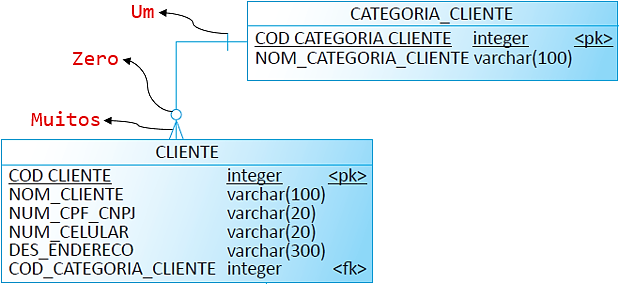 Um
CATEGORIA_CLIENTE
COD CATEGORIA CLIENTE integer <pk>
NOM_CATEGORIA_CLIENTE varchar(100)
Zero
Muitos
CLIENTE
COD CLIENTE integer <pk>
NOM_CLIENTE varchar(100)
NUM_CPF_CNPJ varchar(20)
NUM_CELULAR varchar(20)
DES_ENDERECO varchar(300)
COD_CATEGORIA_CLIENTE integer <fk>